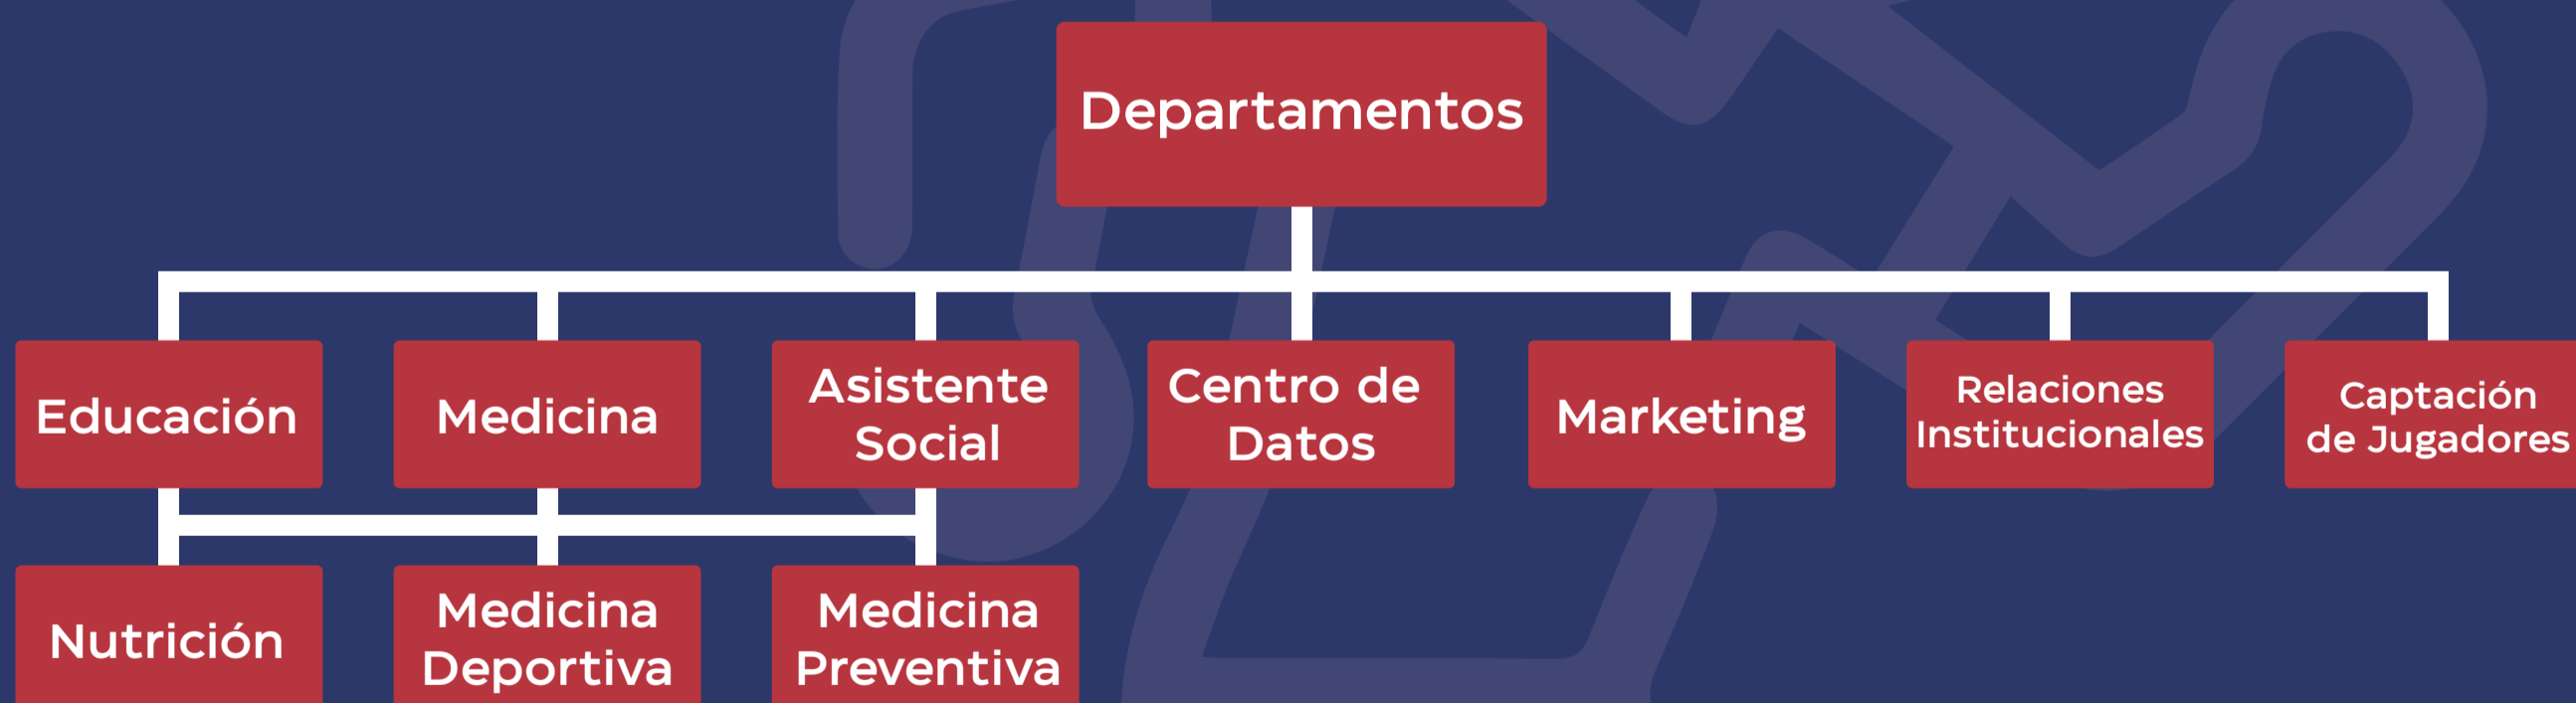 Departamentos
Educación
Medicina
Asistente
Social
Centro de
Datos
Marketing
Relaciones
Institucionales
Captación
de Jugadores
Nutrición
Medicina
Deportiva
Medicina
Preventiva